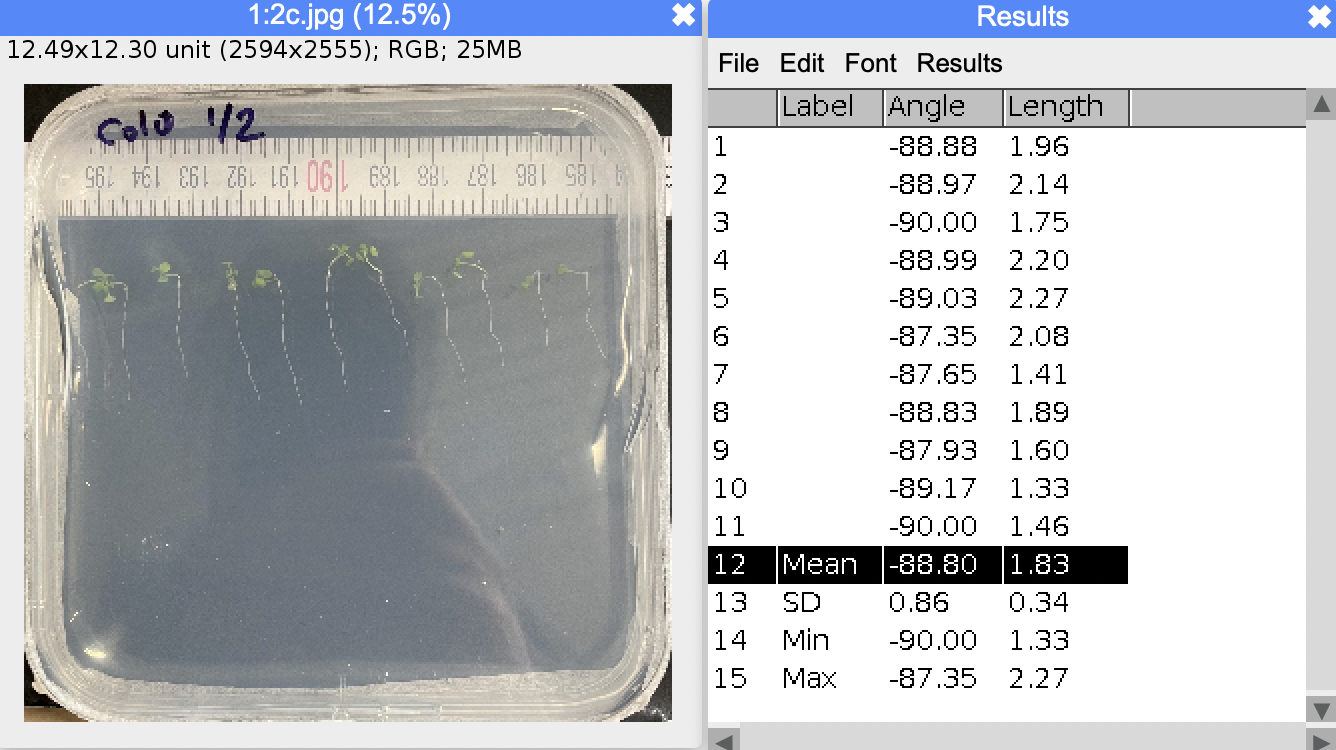 1:2c.jpg (12.5%)
12.49x12.30 unit (2594x2555); RGB; 25MB
Col0 1/2
195 194 193 192 191 190 189 188 187 186 185
Results
File Edit Font Results
Label Angle Length
1 -88.88 1.96
2 -88.97 2.14
3 -90.00 1.75
4 -88.99 2.20
5 -89.03 2.27
6 -87.35 2.08
7 -87.65 1.41
8 -88.83 1.89
9 -87.93 1.60
10 -89.17 1.33
11 -90.00 1.46
12 Mean -88.80 1.83
13 SD 0.86 0.34
14 Min -90.00 1.33
15 Max -87.35 2.27